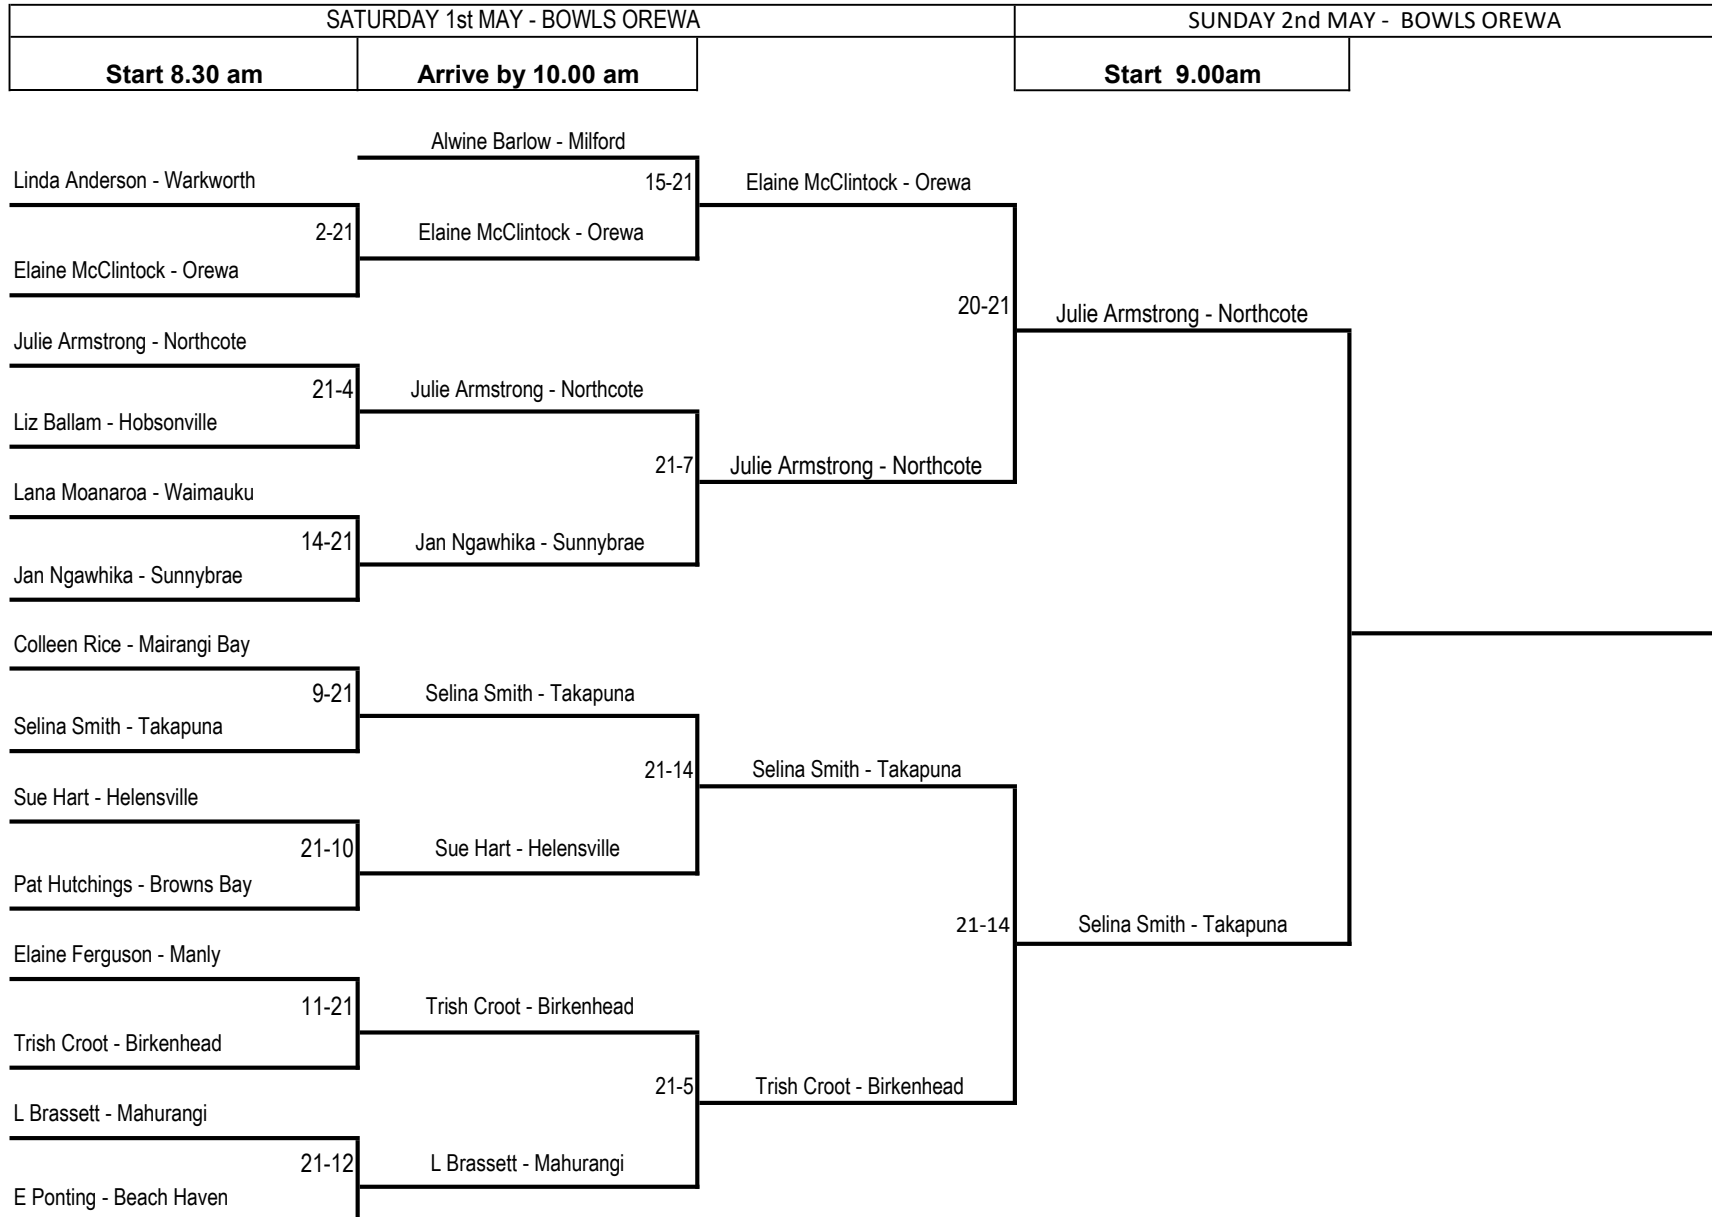 SATURDAY 1st MAY - BOWLS OREWA
SUNDAY 2nd MAY - BOWLS OREWA
Start 8.30 am
Arrive by 10.00 am
Start 9.00am
Alwine Barlow - Milford
Linda Anderson - Warkworth
15-21
Elaine McClintock - Orewa
2-21
Elaine McClintock - Orewa
Elaine McClintock - Orewa
20-21
Julie Armstrong - Northcote
Julie Armstrong - Northcote
21-4
Julie Armstrong - Northcote
Liz Ballam - Hobsonville
21-7
Julie Armstrong - Northcote
Lana Moanaroa - Waimauku
14-21
Jan Ngawhika - Sunnybrae
Jan Ngawhika - Sunnybrae
Colleen Rice - Mairangi Bay
9-21
Selina Smith - Takapuna
Selina Smith - Takapuna
21-14
Selina Smith - Takapuna
Sue Hart - Helensville
21-10
Sue Hart - Helensville
Pat Hutchings - Browns Bay
21-14
Selina Smith - Takapuna
Elaine Ferguson - Manly
11-21
Trish Croot - Birkenhead
Trish Croot - Birkenhead
21-5
Trish Croot - Birkenhead
L Brassett - Mahurangi
21-12
L Brassett - Mahurangi
E Ponting - Beach Haven